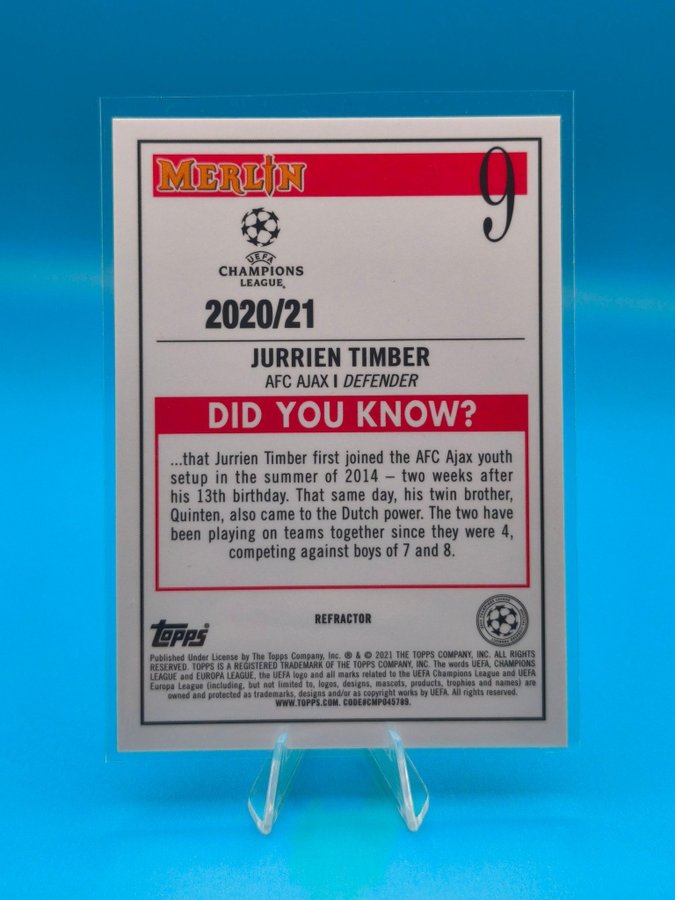 MERLIN
9
UEFA
CHAMPIONS
LEAGUE®
2020/21
JURRIEN TIMBER
AFC AJAX I DEFENDER
DID YOU KNOW?
...that Jurrien Timber first joined the AFC Ajax youth
setup in the summer of 2014 – two weeks after
his 13th birthday. That same day, his twin brother,
Quinten, also came to the Dutch power. The two have
been playing on teams together since they were 4,
competing against boys of 7 and 8.
REFRACTOR
topps
Published Under License by The Topps Company, Inc. ® & © 2021 THE TOPPS COMPANY, INC. ALL RIGHTS
RESERVED. TOPPS IS A REGISTERED TRADEMARK OF THE TOPPS COMPANY, INC. The words UEFA, CHAMPIONS
LEAGUE and EUROPA LEAGUE, the UEFA logo and all marks related to the UEFA Champions League and UEFA
Europa League (including, but not limited to, logos, designs, mascots, products, trophies and names) are
owned and protected as trademarks, designs and/or as copyright works by UEFA. All rights reserved.
WWW.TOPPS.COM. CODE#CMP045789.